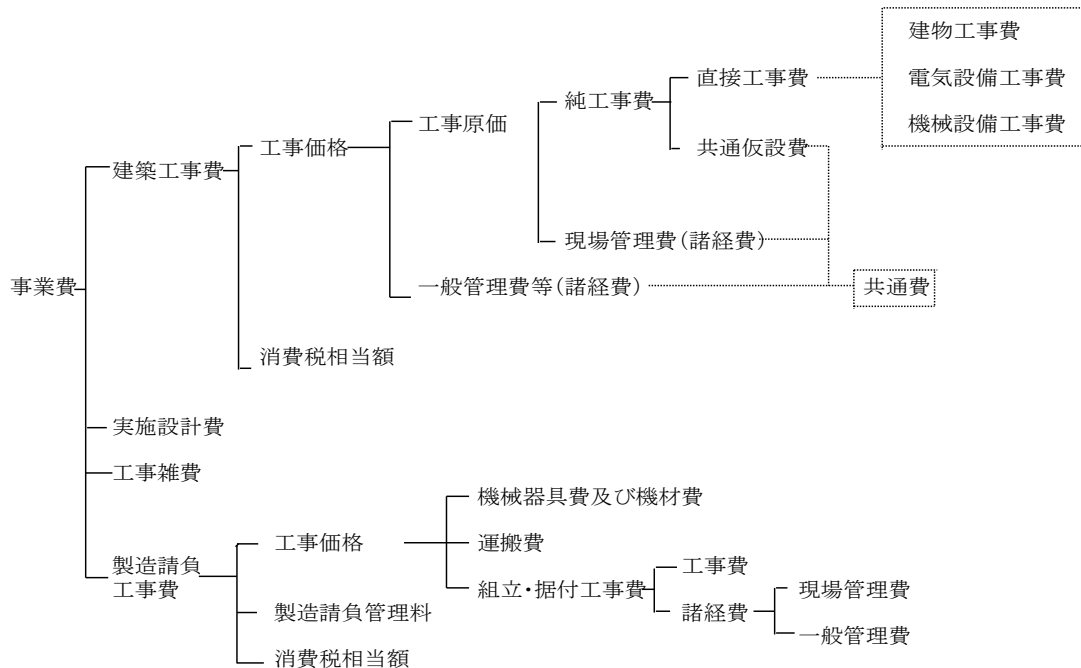 建物工事費
直接工事費
電気設備工事費
純工事費
工事原価
機械設備工事費
工事価格
共通仮設費
建築工事費
現場管理費(諸経費)
事業費
一般管理費等(諸経費)
共通費
消費税相当額
実施設計費
工事雑費
機械器具費及び機材費
工事価格
運搬費
製造請負
工事費
組立・据付工事費
工事費
現場管理費
製造請負管理料
諸経費
一般管理費
消費税相当額